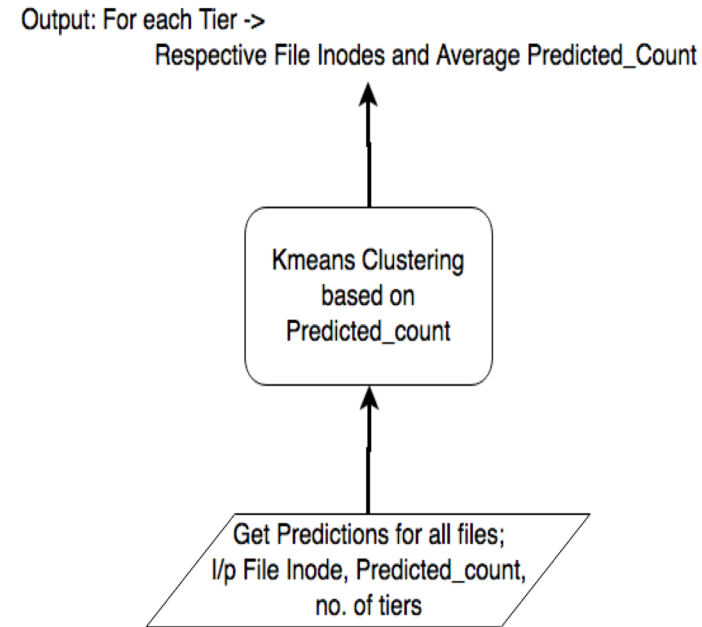 Output: For each Tier ->
Respective File Inodes and Average Predicted_Count
Kmeans Clustering
based on
Predicted_count
Get Predictions for all files;
I/p File Inode, Predicted_count,
no. of tiers